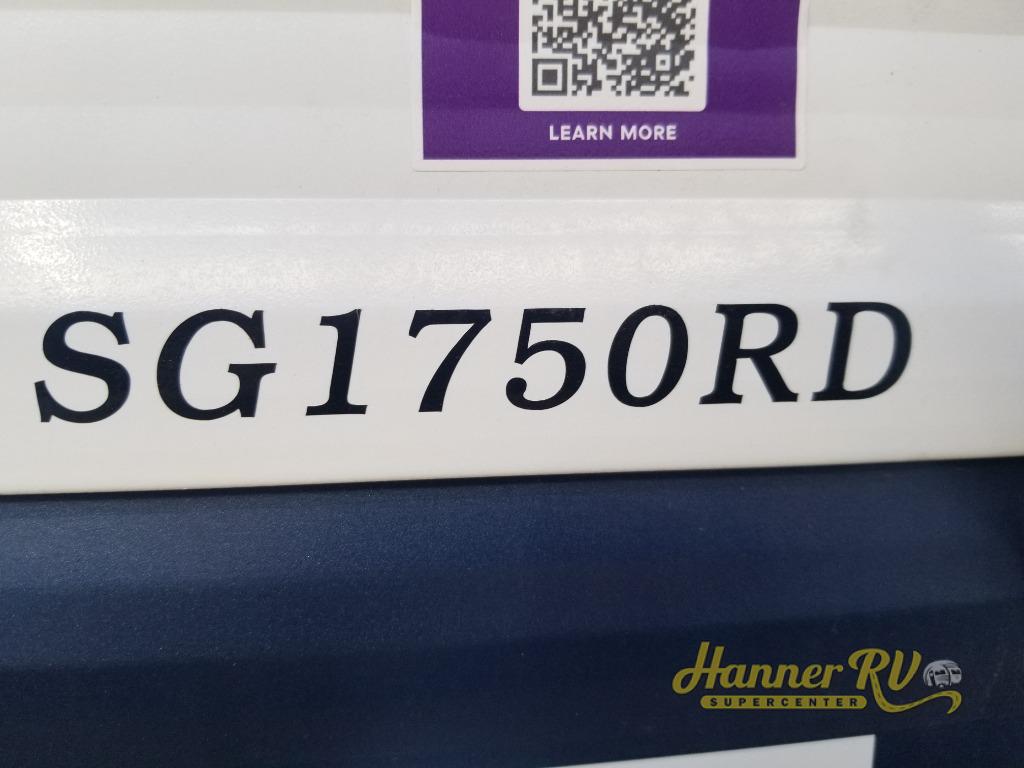 LEARN MORE
SG1750RD
Hanner RV
SUPERCENTER